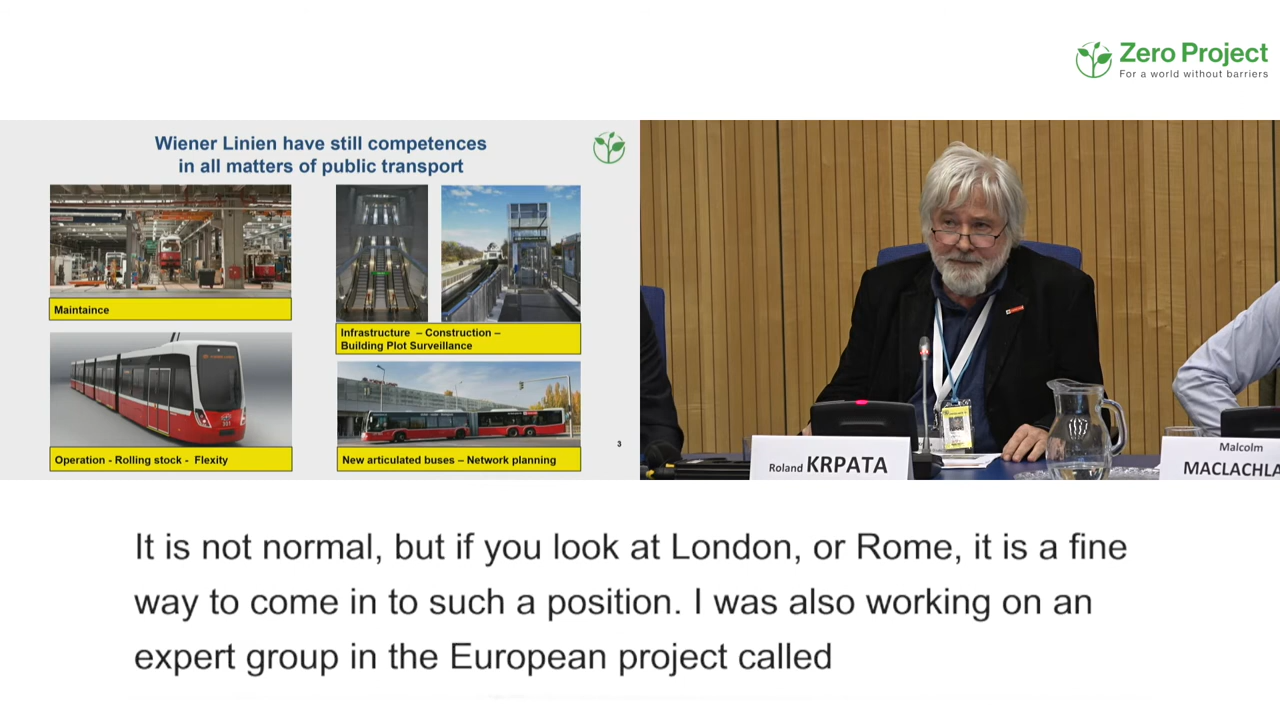 Zero Project
For a world without barriers
Wiener Linien have still competences
in all matters of public transport
Maintaince
Infrastructure – Construction –
Building Plot Surveillance
Operation - Rolling stock - Flexity
New articulated buses – Network planning
3
Roland KRPATA
Malcolm
MACLACHLA
It is not normal, but if you look at London, or Rome, it is a fine
way to come in to such a position. I was also working on an
expert group in the European project called